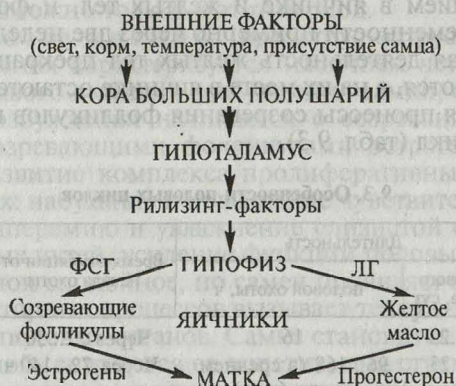 ВНЕШНИЕ ФАКТОРЫ
(свет, корм, температура, присутствие самца)
КОРА БОЛЬШИХ ПОЛУШАРИЙ
ГИПОТАЛАМУС
Рилизинг-факторы
ФСГ ГИПОФИЗ ЛГ
Созревающие фолликулы ЯИЧНИКИ Желтое масло
Эстрогены МАТКА Прогестерон